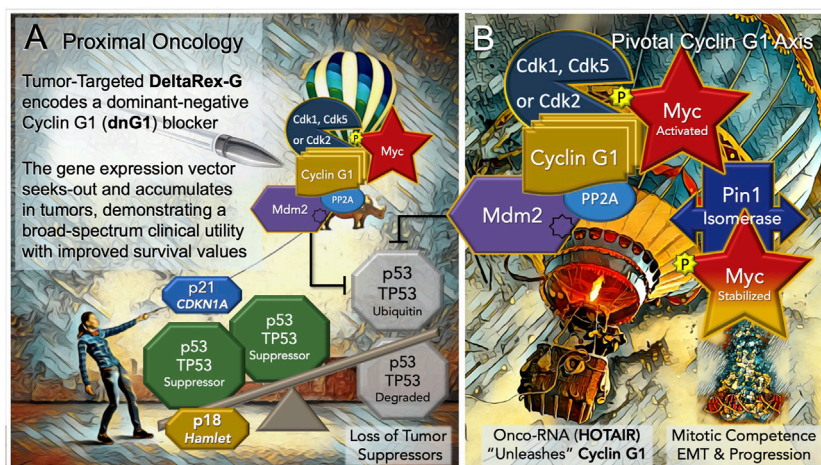 A Proximal Oncology
Tumor-Targeted DeltaRex-G
encodes a dominant-negative
Cyclin G1 (dnG1) blocker
The gene expression vector
seeks-out and accumulates
in tumors, demonstrating a
broad-spectrum clinical utility
with improved survival values
Cdk1, Cdk5
or Cdk2
P
Myc
Cyclin G1
PP2A
Mdm2
p21
CDKN1A
p53
TP53
Suppressor
p53
TP53
Suppressor
p18
Hamlet
p53
TP53
Ubiquitin
p53
TP53
Degraded
Loss of Tumor
Suppressors
B Pivotal Cyclin G1 Axis
Cdk1, Cdk5
or Cdk2
P
Myc
Activated
Cyclin G1
PP2A
Mdm2
Pin1
Isomerase
P
Myc
Stabilized
Onco-RNA (HOTAIR)
"Unleashes" Cyclin G1
Mitotic Competence
EMT & Progression